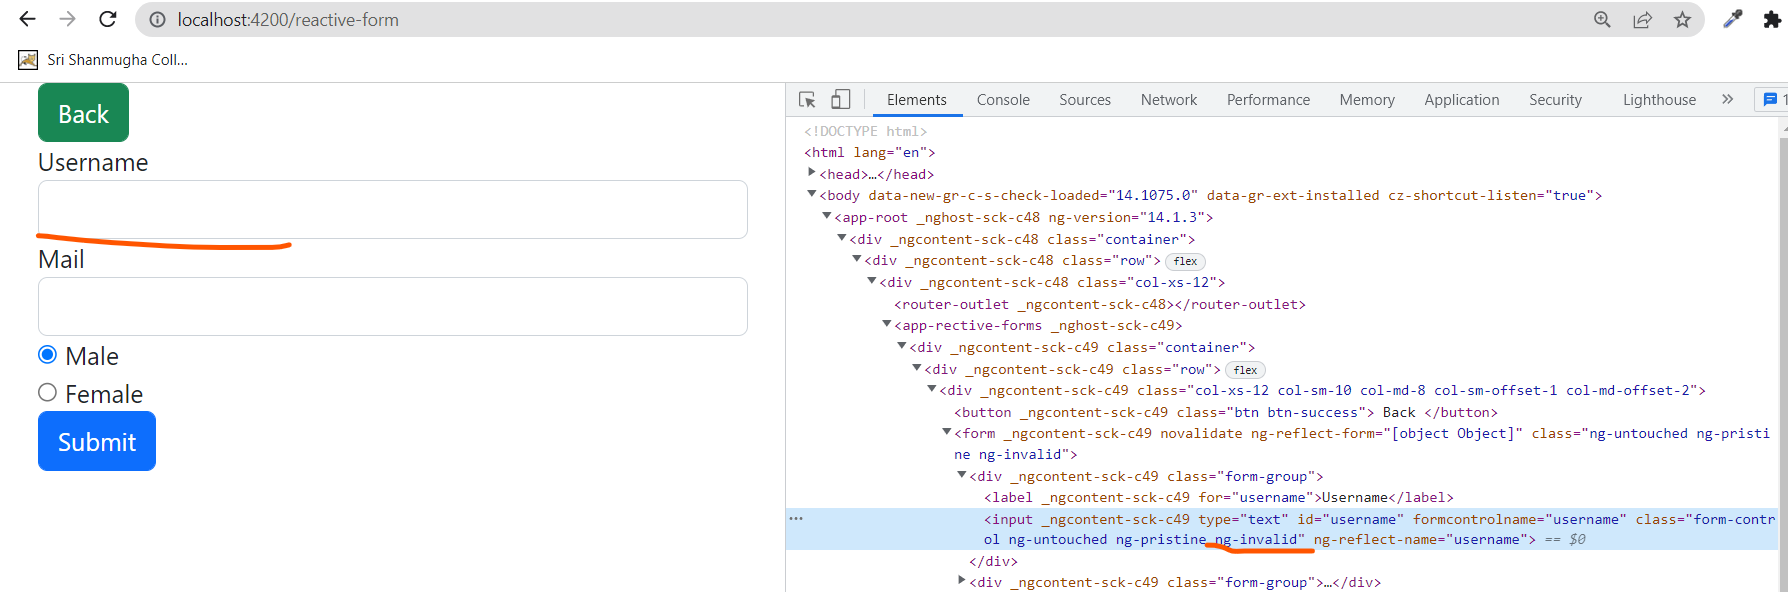 localhost:4200/reactive-form
Sri Shanmugha Coll...
Back
Username
Mail
Male
Female
Submit
Elements Console Sources Network Performance Memory Application Security Lighthouse » 1
<!DOCTYPE html>
<html lang="en">
<head>…</head>
<body data-new-gr-c-s-check-loaded="14.1075.0" data-gr-ext-installed cz-shortcut-listen="true">
<app-root _nghost-sck-c48 ng-version="14.1.3">
<div _ngcontent-sck-c48 class="container">
<div _ngcontent-sck-c48 class="row"> flex
<div _ngcontent-sck-c48 class="col-xs-12">
<router-outlet _ngcontent-sck-c48></router-outlet>
<app-rective-forms _nghost-sck-c49>
<div _ngcontent-sck-c49 class="container">
<div _ngcontent-sck-c49 class="row"> flex
<div _ngcontent-sck-c49 class="col-xs-12 col-sm-10 col-md-8 col-sm-offset-1 col-md-offset-2">
<button _ngcontent-sck-c49 class="btn btn-success"> Back </button>
<form _ngcontent-sck-c49 novalidate ng-reflect-form="[object Object]" class="ng-untouched ng-pristi
ne ng-invalid">
<div _ngcontent-sck-c49 class="form-group">
<label _ngcontent-sck-c49 for="username">Username</label>
... <input _ngcontent-sck-c49 type="text" id="username" formcontrolname="username" class="form-contr
ol ng-untouched ng-pristine ng-invalid" ng-reflect-name="username"> == $0
</div>
<div _ngcontent-sck-c49 class="form-group">…</div>